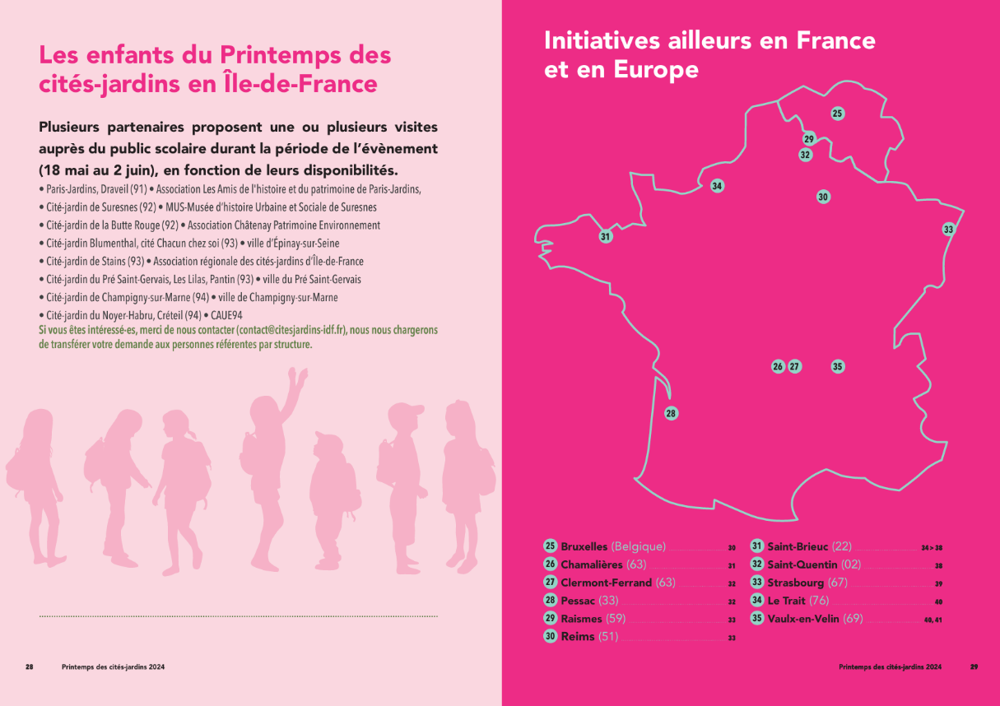 Les enfants du Printemps des
cités-jardins en Île-de-France
Plusieurs partenaires proposent une ou plusieurs visites
auprès du public scolaire durant la période de l'évènement
(18 mai au 2 juin), en fonction de leurs disponibilités.
• Paris-Jardins, Draveil (91) • Association Les Amis de l'histoire et du patrimoine de Paris-Jardins,
• Cité-jardin de Suresnes (92) • MUS-Musée d'histoire Urbaine et Sociale de Suresnes
• Cité-jardin de la Butte Rouge (92) • Association Châtenay Patrimoine Environnement
• Cité-jardin Blumenthal, cité Chacun chez soi (93) • ville d'Épinay-sur-Seine
• Cité-jardin de Stains (93) • Association régionale des cités-jardins d'Île-de-France
• Cité-jardin du Pré Saint-Gervais, Les Lilas, Pantin (93) • ville du Pré Saint-Gervais
• Cité-jardin de Champigny-sur-Marne (94) • ville de Champigny-sur-Marne
• Cité-jardin du Noyer-Habru, Créteil (94) • CAUE94
Si vous êtes intéressé·es, merci de nous contacter (contact@citesjardins-idf.fr), nous nous chargerons
de transférer votre demande aux personnes référentes par structure.
28 Printemps des cités-jardins 2024
Initiatives ailleurs en France
et en Europe
25
29
32
34
30
33
31
26 27 35
28
25 Bruxelles (Belgique) 30
26 Chamalières (63) 31
27 Clermont-Ferrand (63) 32
28 Pessac (33) 32
29 Raismes (59) 33
30 Reims (51) 33
31 Saint-Brieuc (22) 34 > 38
32 Saint-Quentin (02) 38
33 Strasbourg (67) 39
34 Le Trait (76) 40
35 Vaulx-en-Velin (69) 40, 41
Printemps des cités-jardins 2024 29